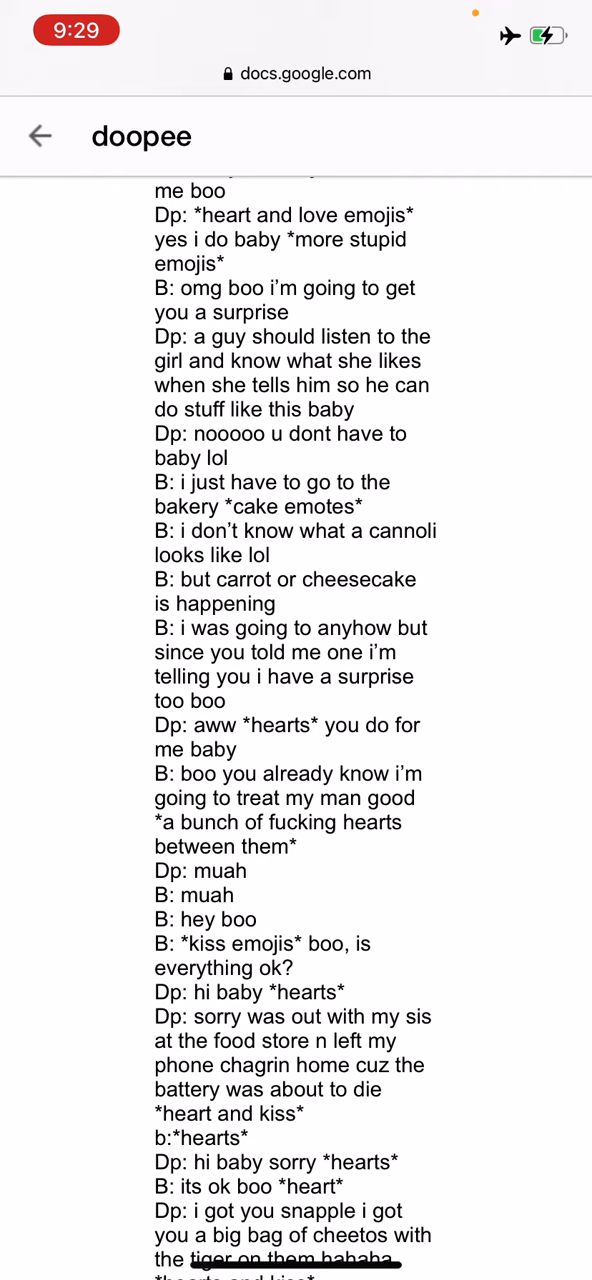 9:29
docs.google.com
doopee
me boo
Dp: *heart and love emojis*
yes i do baby *more stupid
emojis*
B: omg boo i’m going to get
you a surprise
Dp: a guy should listen to the
girl and know what she likes
when she tells him so he can
do stuff like this baby
Dp: nooooo u dont have to
baby lol
B: i just have to go to the
bakery *cake emotes*
B: i don’t know what a cannoli
looks like lol
B: but carrot or cheesecake
is happening
B: i was going to anyhow but
since you told me one i’m
telling you i have a surprise
too boo
Dp: aww *hearts* you do for
me baby
B: boo you already know i’m
going to treat my man good
*a bunch of fucking hearts
between them*
Dp: muah
B: muah
B: hey boo
B: *kiss emojis* boo, is
everything ok?
Dp: hi baby *hearts*
Dp: sorry was out with my sis
at the food store n left my
phone chagrin home cuz the
battery was about to die
*heart and kiss*
b:*hearts*
Dp: hi baby sorry *hearts*
B: its ok boo *heart*
Dp: i got you snapple i got
you a big bag of cheetos with
the tiger on them hahaha
*hearts and kiss*